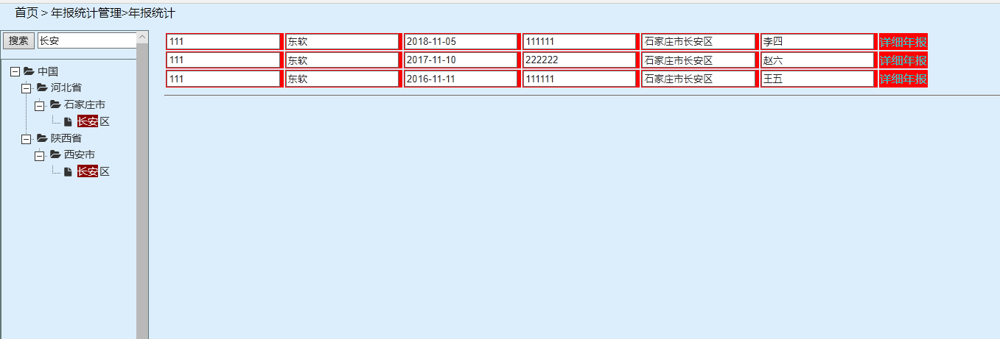 首页 > 年报统计管理>年报统计
搜索 长安
中国
河北省
石家庄市
长安区
陕西省
西安市
长安区
111 东软 2018-11-05 111111 石家庄市长安区 李四 详细年报
111 东软 2017-11-10 222222 石家庄市长安区 赵六 详细年报
111 东软 2016-11-11 111111 石家庄市长安区 王五 详细年报